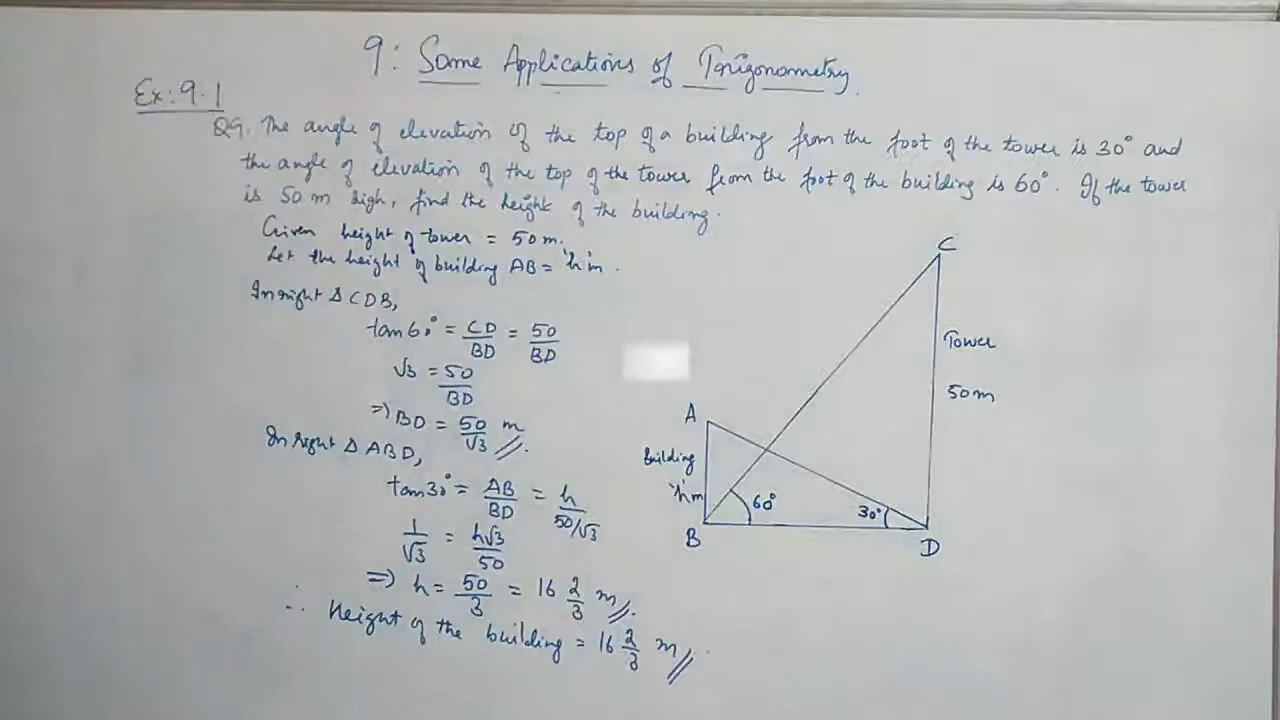 9: Some Applications of Trigonometry.
Ex: 9.1
Q9. The angle of elevation of the top of a building from the foot of the tower is 30° and
the angle of elevation of the top of the tower from the foot of the building is 60°. If the tower
is 50 m high, find the height of the building.
Given height of tower = 50 m.
Let the height of building AB = 'h'm.
In right Δ CDB,
tan 60° = CD/BD = 50/BD
√3 = 50/BD
=> BD = 50/√3 m //.
In right Δ ABD,
tan 30° = AB/BD = h/(50/√3)
1/√3 = h√3/50
=> h = 50/3 = 16 2/3 m //.
∴ Height of the building = 16 2/3 m //.
C
Tower
50m
A
Building
'h'm
60°
30°
B
D